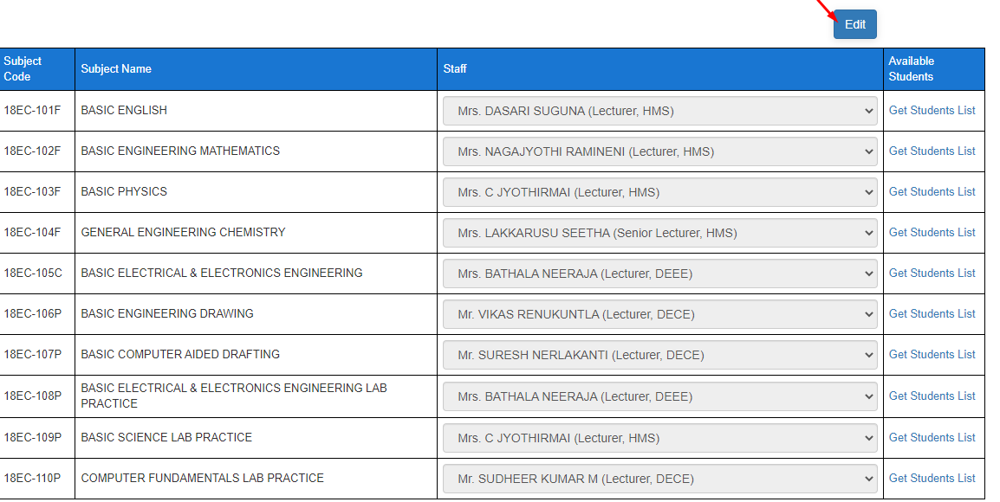 Edit
Subject Code Subject Name Staff Available Students
18EC-101F BASIC ENGLISH Mrs. DASARI SUGUNA (Lecturer, HMS) Get Students List
18EC-102F BASIC ENGINEERING MATHEMATICS Mrs. NAGAJYOTHI RAMINENI (Lecturer, HMS) Get Students List
18EC-103F BASIC PHYSICS Mrs. C JYOTHIRMAI (Lecturer, HMS) Get Students List
18EC-104F GENERAL ENGINEERING CHEMISTRY Mrs. LAKKARUSU SEETHA (Senior Lecturer, HMS) Get Students List
18EC-105C BASIC ELECTRICAL & ELECTRONICS ENGINEERING Mrs. BATHALA NEERAJA (Lecturer, DEEE) Get Students List
18EC-106P BASIC ENGINEERING DRAWING Mr. VIKAS RENUKUNTLA (Lecturer, DECE) Get Students List
18EC-107P BASIC COMPUTER AIDED DRAFTING Mr. SURESH NERLAKANTI (Lecturer, DECE) Get Students List
18EC-108P BASIC ELECTRICAL & ELECTRONICS ENGINEERING LAB PRACTICE Mrs. BATHALA NEERAJA (Lecturer, DEEE) Get Students List
18EC-109P BASIC SCIENCE LAB PRACTICE Mrs. C JYOTHIRMAI (Lecturer, HMS) Get Students List
18EC-110P COMPUTER FUNDAMENTALS LAB PRACTICE Mr. SUDHEER KUMAR M (Lecturer, DECE) Get Students List